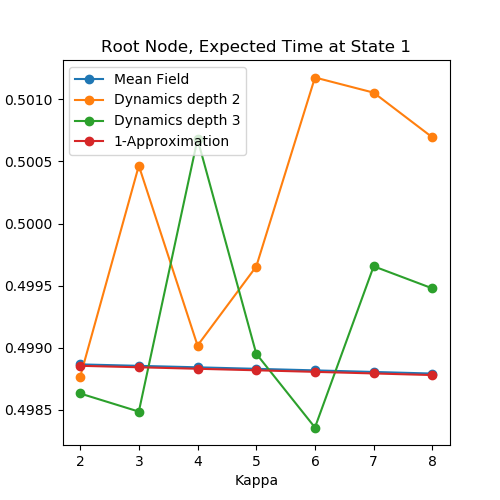 Root Node, Expected Time at State 1
Mean Field
Dynamics depth 2
Dynamics depth 3
1-Approximation
0.5010
0.5005
0.5000
0.4995
0.4990
0.4985
2 3 4 5 6 7 8
Kappa